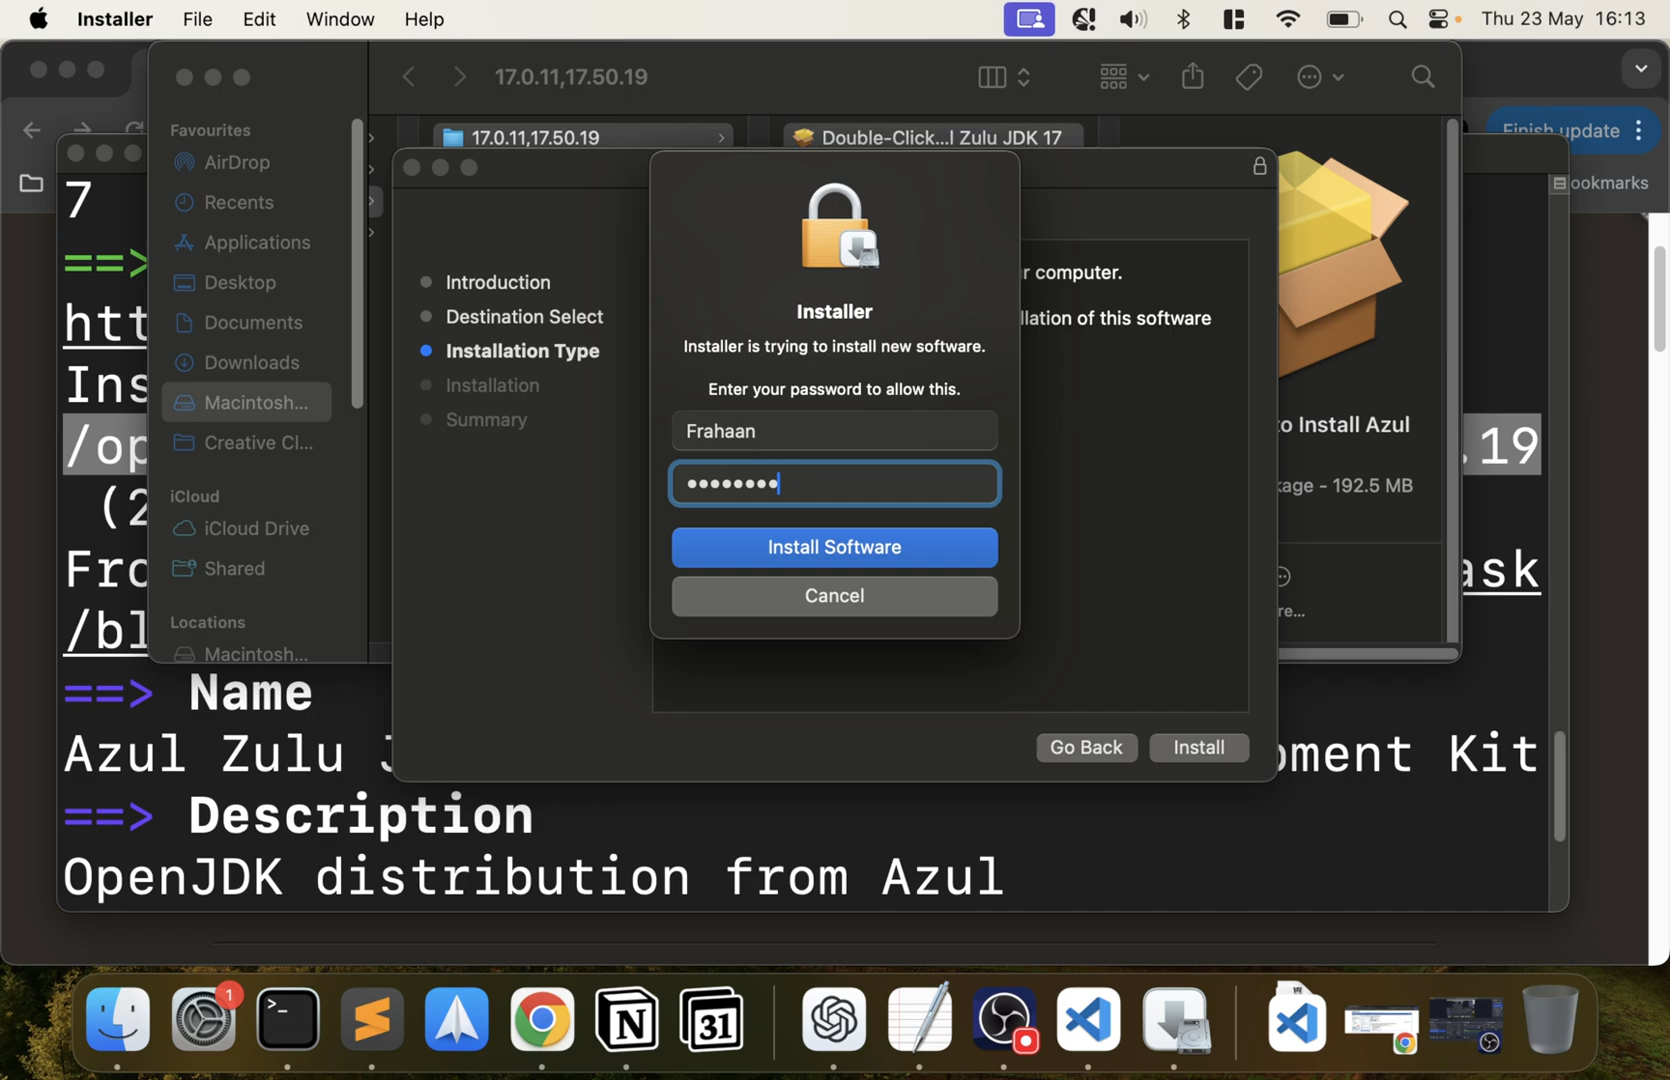 Installer File Edit Window Help Thu 23 May 16:13
17.0.11,17.50.19
Finish update
ookmarks
Favourites
AirDrop
Recents
Applications
Desktop
Documents
Downloads
Macintosh...
Creative Cl...
iCloud
iCloud Drive
Shared
Locations
Macintosh...
17.0.11,17.50.19
Double-Click...l Zulu JDK 17
Introduction
Destination Select
Installation Type
Installation
Summary
r computer.
llation of this software
Go Back Install
Installer
Installer is trying to install new software.
Enter your password to allow this.
Frahaan
••••••••
Install Software
Cancel
o Install Azul
kage - 192.5 MB
re...
7
==>
htt
Ins
/op .19
(2
Fro ask
/bl
==> Name
Azul Zulu pment Kit
==> Description
OpenJDK distribution from Azul
1
31